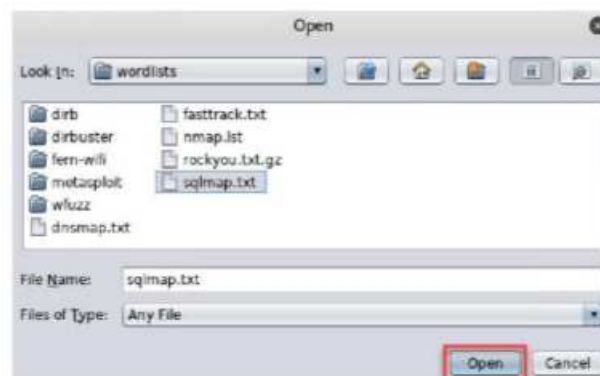 Open
Look In: wordlists
dirb fasttrack.txt
dirbuster nmap.lst
fern-wifi rockyou.txt.gz
metasploit sqlmap.txt
wfuzz
dnsmap.txt
File Name: sqlmap.txt
Files of Type: Any File
Open Cancel